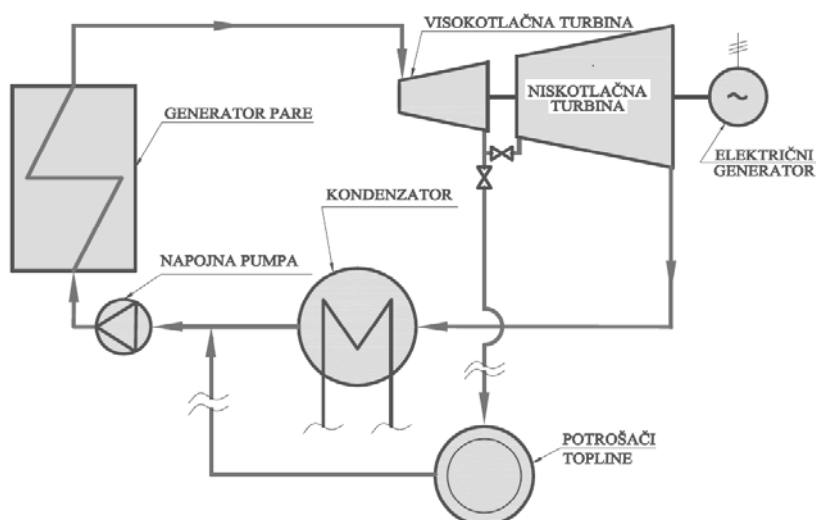 VISOKOTLAČNA TURBINA
NISKOTLAČNA
TURBINA
~
GENERATOR PARE
ELEKTRIČNI
GENERATOR
KONDENZATOR
NAPOJNA PUMPA
POTROŠAČI
TOPLINE